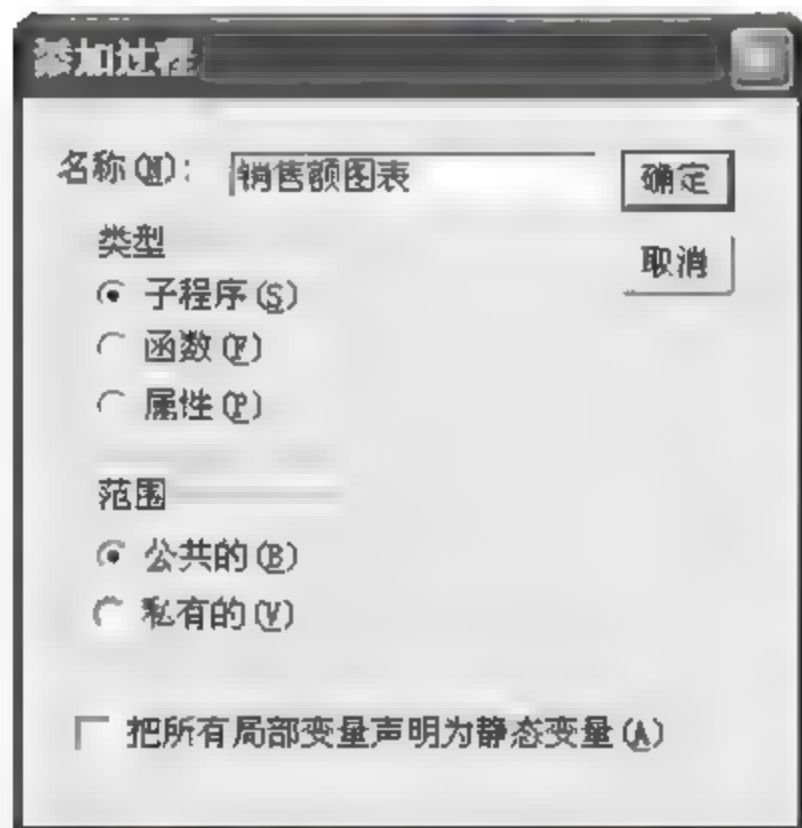 添加过程
名称(N): 销售额图表
确定
类型
取消
子程序(S)
函数(F)
属性(P)
范围
公共的(B)
私有的(V)
把所有局部变量声明为静态变量(A)